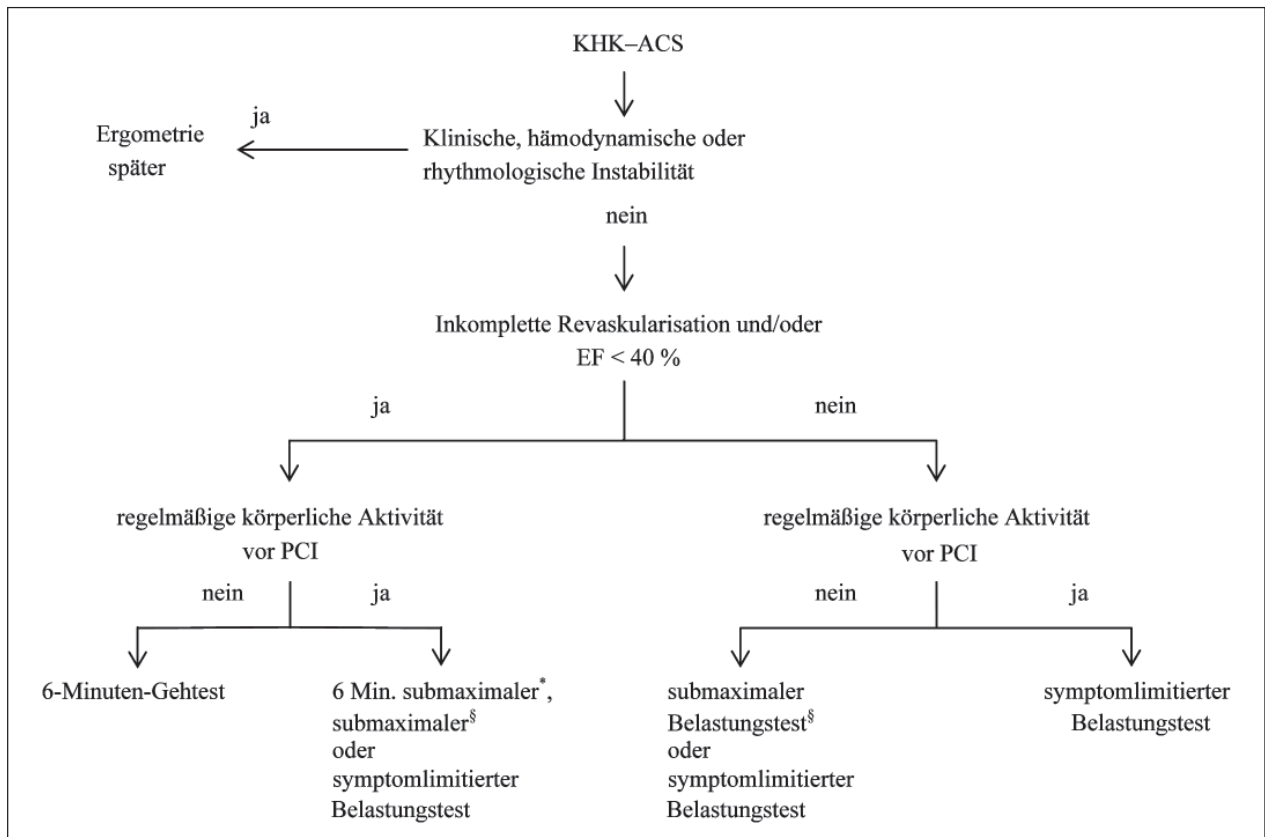 KHK–ACS
ja
Ergometrie
später
Klinische, hämodynamische oder
rhythmologische Instabilität
nein
Inkomplette Revaskularisation und/oder
EF < 40 %
ja
nein
regelmäßige körperliche Aktivität
vor PCI
regelmäßige körperliche Aktivität
vor PCI
nein
ja
nein
ja
6-Minuten-Gehtest
6 Min. submaximaler*,
submaximaler§
oder
symptomlimitierter
Belastungstest
submaximaler
Belastungstest§
oder
symptomlimitierter
Belastungstest
symptomlimitierter
Belastungstest